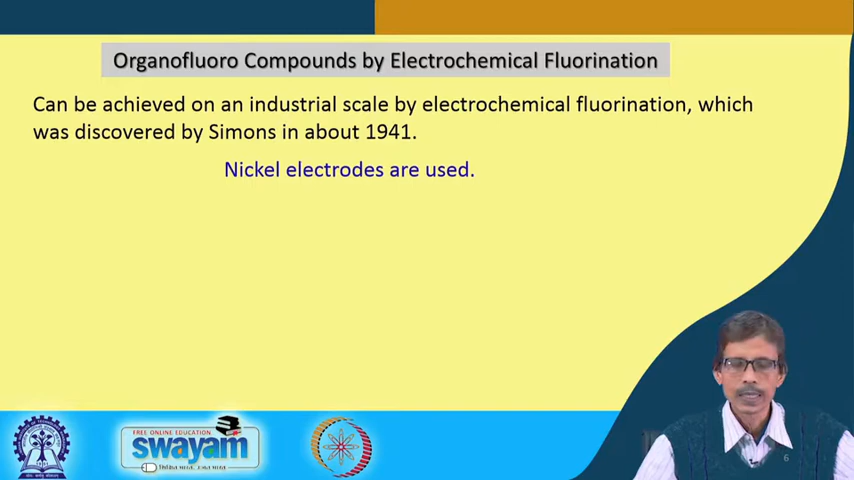 Organofluoro Compounds by Electrochemical Fluorination
Can be achieved on an industrial scale by electrochemical fluorination, which
was discovered by Simons in about 1941.
Nickel electrodes are used.
FREE ONLINE EDUCATION
swayam
6